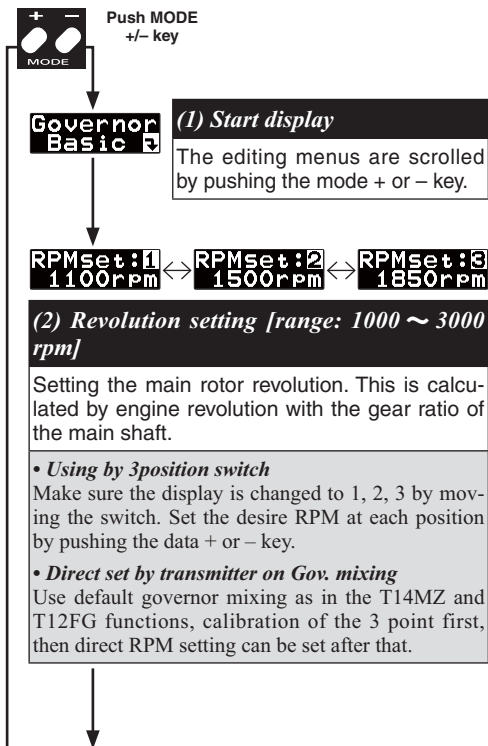 + −
MODE
Push MODE
+/– key
Governor
Basic
(1) Start display
The editing menus are scrolled
by pushing the mode + or – key.
RPMset:1
1100rpm
↔
RPMset:2
1500rpm
↔
RPMset:3
1850rpm
(2) Revolution setting [range: 1000 ~ 3000
rpm]
Setting the main rotor revolution. This is calcu-
lated by engine revolution with the gear ratio of
the main shaft.
• Using by 3position switch
Make sure the display is changed to 1, 2, 3 by mov-
ing the switch. Set the desire RPM at each position
by pushing the data + or – key.
• Direct set by transmitter on Gov. mixing
Use default governor mixing as in the T14MZ and
T12FG functions, calibration of the 3 point first,
then direct RPM setting can be set after that.